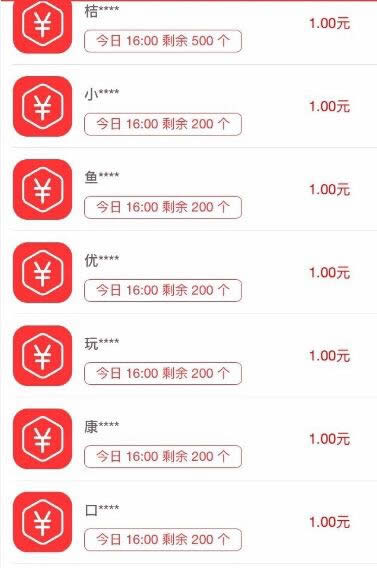 桔****
1.00元
今日 16:00 剩余 500 个
小****
1.00元
今日 16:00 剩余 200 个
鱼****
1.00元
今日 16:00 剩余 200 个
优****
1.00元
今日 16:00 剩余 200 个
玩****
1.00元
今日 16:00 剩余 200 个
康****
1.00元
今日 16:00 剩余 200 个
口****
1.00元
今日 16:00 剩余 200 个